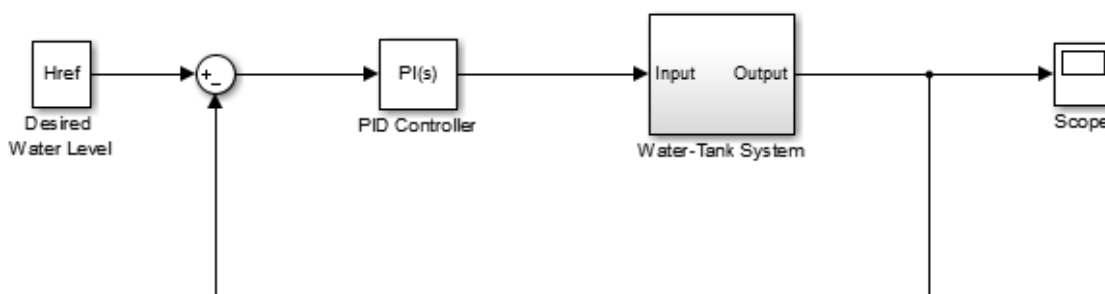 Href
Desired
Water Level
+
−
PI(s)
PID Controller
Input
Output
Water-Tank System
Scope